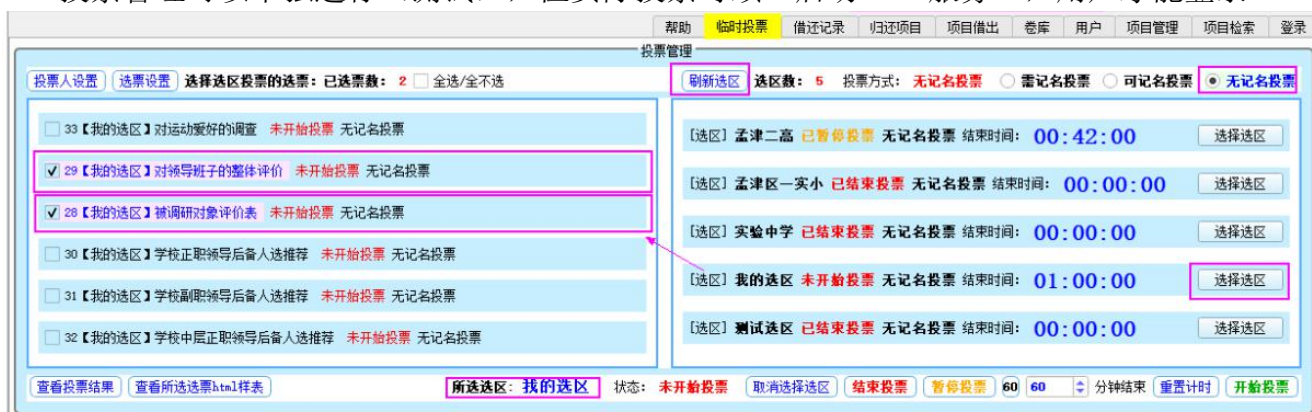 帮助 临时投票 借还记录 归还项目 项目借出 卷库 用户 项目管理 项目检索 登录
投票管理
投票人设置 选票设置 选择选区投票的选票：已选票数： 2 全选/全不选
刷新选区 选区数： 5 投票方式： 无记名投票 需记名投票 可记名投票 无记名投票
33【我的选区】对运动爱好的调查 未开始投票 无记名投票
29【我的选区】对领导班子的整体评价 未开始投票 无记名投票
28【我的选区】被调研对象评价表 未开始投票 无记名投票
30【我的选区】学校正职领导后备人选推荐 未开始投票 无记名投票
31【我的选区】学校副职领导后备人选推荐 未开始投票 无记名投票
32【我的选区】学校中层正职领导后备人选推荐 未开始投票 无记名投票
[选区] 孟津二高 已暂停投票 无记名投票 结束时间： 00:42:00 选择选区
[选区] 孟津区一实小 已结束投票 无记名投票 结束时间： 00:00:00 选择选区
[选区] 实验中学 已结束投票 无记名投票 结束时间： 00:00:00 选择选区
[选区] 我的选区 未开始投票 无记名投票 结束时间： 01:00:00 选择选区
[选区] 测试选区 已结束投票 无记名投票 结束时间： 00:00:00 选择选区
查看投票结果 查看所选选票html样表 所选选区：我的选区 状态： 未开始投票 取消选择选区 结束投票 暂停投票 60 60 分钟结束 重置计时 开始投票